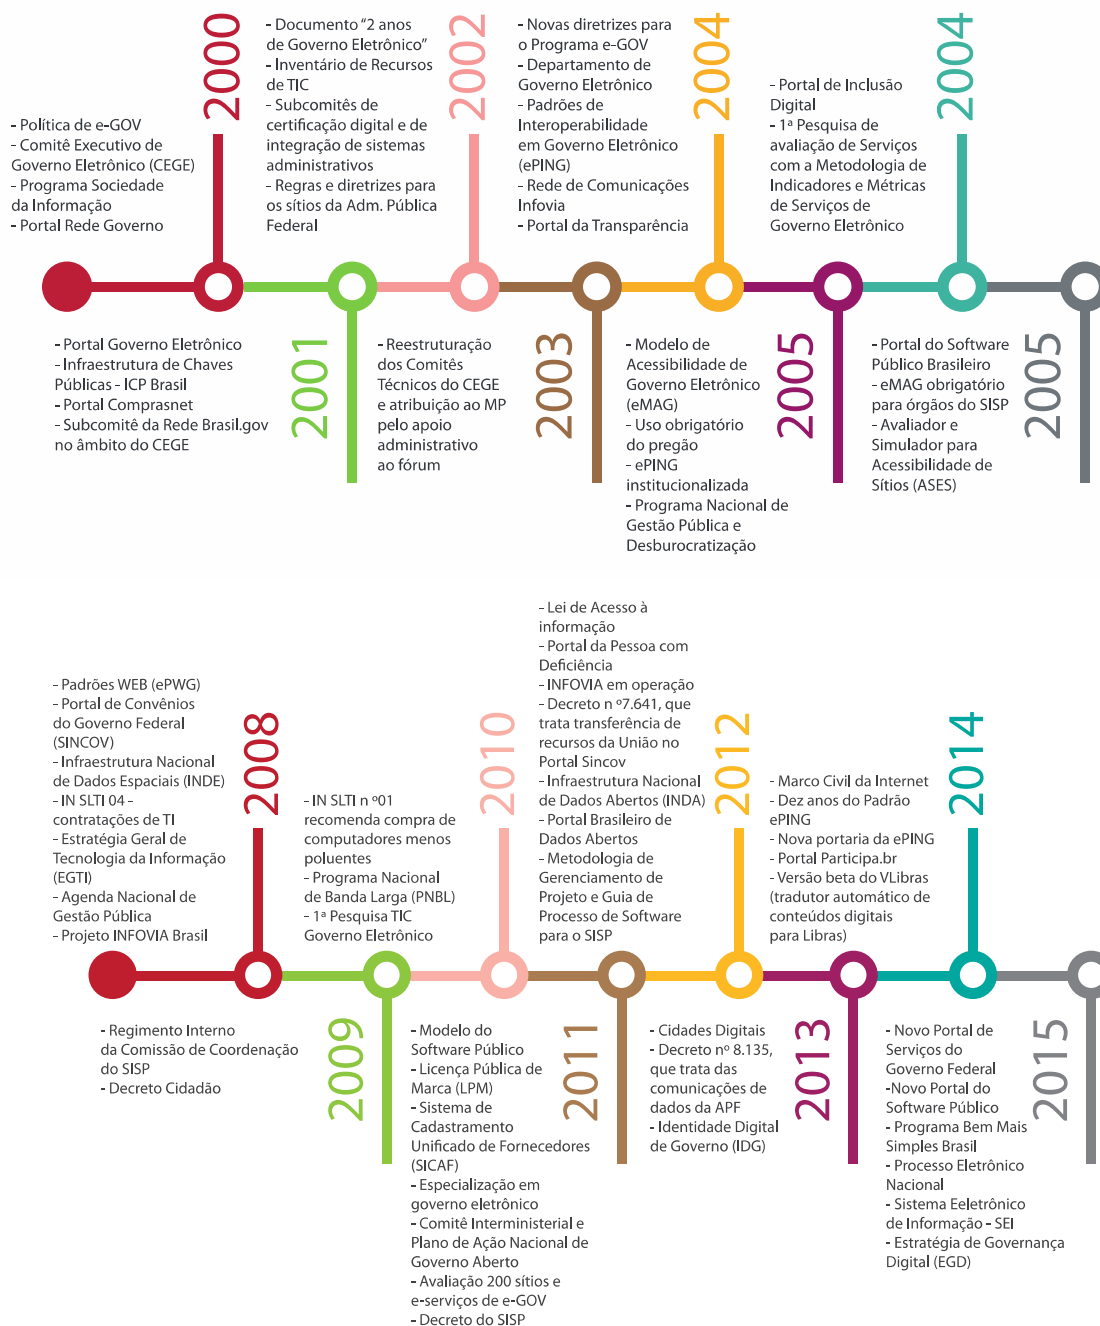 - Política de e-GOV
- Comitê Executivo de
Governo Eletrônico (CEGE)
- Programa Sociedade
da Informação
- Portal Rede Governo
2000
- Documento “2 anos
de Governo Eletrônico”
- Inventário de Recursos
de TIC
- Subcomitês de
certificação digital e de
integração de sistemas
administrativos
- Regras e diretrizes para
os sítios da Adm. Pública
Federal
2002
- Novas diretrizes para
o Programa e-GOV
- Departamento de
Governo Eletrônico
- Padrões de
Interoperabilidade
em Governo Eletrônico
(ePING)
- Rede de Comunicações
Infovia
- Portal da Transparência
2004
- Portal de Inclusão
Digital
- 1ª Pesquisa de
avaliação de Serviços
com a Metodologia de
Indicadores e Métricas
de Serviços de
Governo Eletrônico
2004
- Portal Governo Eletrônico
- Infraestrutura de Chaves
Públicas - ICP Brasil
- Portal Comprasnet
- Subcomitê da Rede Brasil.gov
no âmbito do CEGE
2001
- Reestruturação
dos Comitês
Técnicos do CEGE
e atribuição ao MP
pelo apoio
administrativo
ao fórum
2003
- Modelo de
Acessibilidade de
Governo Eletrônico
(eMAG)
- Uso obrigatório
do pregão
- ePING
institucionalizada
- Programa Nacional de
Gestão Pública e
Desburocratização
2005
- Portal do Software
Público Brasileiro
- eMAG obrigatório
para órgãos do SISP
- Avaliador e
Simulador para
Acessibilidade de
Sítios (ASES)
2005
- Padrões WEB (ePWG)
- Portal de Convênios
do Governo Federal
(SINCOV)
- Infraestrutura Nacional
de Dados Espaciais (INDE)
- IN SLTI 04 -
contratações de TI
- Estratégia Geral de
Tecnologia da Informação
(EGTI)
- Agenda Nacional de
Gestão Pública
- Projeto INFOVIA Brasil
2008
- IN SLTI n º01
recomenda compra de
computadores menos
poluentes
- Programa Nacional
de Banda Larga (PNBL)
- 1ª Pesquisa TIC
Governo Eletrônico
2010
- Lei de Acesso à
informação
- Portal da Pessoa com
Deficiência
- INFOVIA em operação
- Decreto n º7.641, que
trata transferência de
recursos da União no
Portal Sincov
- Infraestrutura Nacional
de Dados Abertos (INDA)
- Portal Brasileiro de
Dados Abertos
- Metodologia de
Gerenciamento de
Projeto e Guia de
Processo de Software
para o SISP
2012
- Marco Civil da Internet
- Dez anos do Padrão
ePING
- Nova portaria da ePING
- Portal Participa.br
- Versão beta do VLibras
(tradutor automático de
conteúdos digitais
para Libras)
2014
- Regimento Interno
da Comissão de Coordenação
do SISP
- Decreto Cidadão
2009
- Modelo do
Software Público
- Licença Pública de
Marca (LPM)
- Sistema de
Cadastramento
Unificado de Fornecedores
(SICAF)
- Especialização em
governo eletrônico
- Comitê Interministerial e
Plano de Ação Nacional de
Governo Aberto
- Avaliação 200 sítios e
e-serviços de e-GOV
- Decreto do SISP
2011
- Cidades Digitais
- Decreto nº 8.135,
que trata das
comunicações de
dados da APF
- Identidade Digital
de Governo (IDG)
2013
- Novo Portal de
Serviços do
Governo Federal
-Novo Portal do
Software Público
- Programa Bem Mais
Simples Brasil
- Processo Eletrônico
Nacional
- Sistema Eeletrônico
de Informação - SEI
- Estratégia de Governança
Digital (EGD)
2015